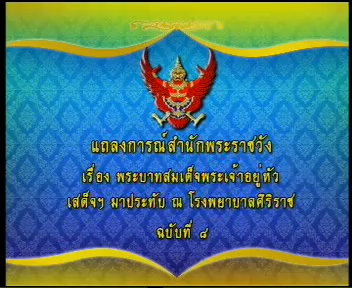 แถลงการณ์สำนักพระราชวัง
เรื่อง พระบาทสมเด็จพระเจ้าอยู่หัว
เสด็จฯ มาประทับ ณ โรงพยาบาลศิริราช
ฉบับที่ ๘